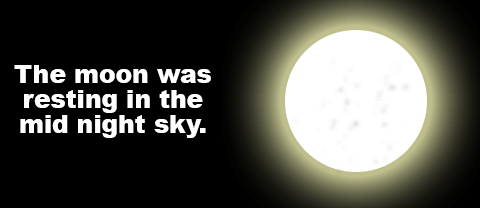 The moon was
resting in the
mid night sky.